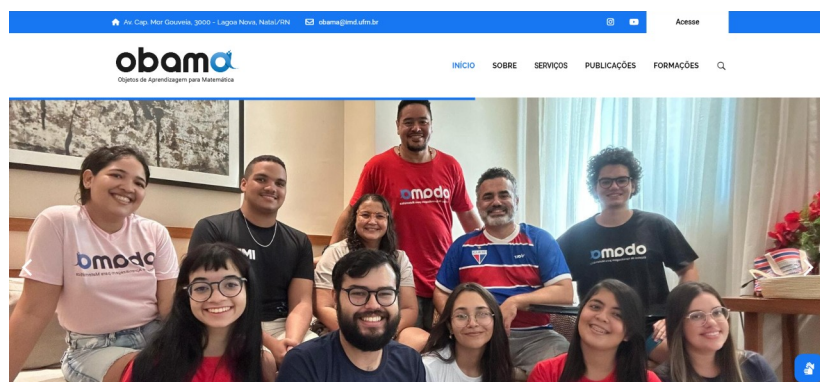 Av. Cap. Mor Gouveia, 3000 - Lagoa Nova, Natal/RN
obama@imd.ufrn.br
Acesse
obama
Objetos de Aprendizagem para Matemática
INÍCIO
SOBRE
SERVIÇOS
PUBLICAÇÕES
FORMAÇÕES
omodo
omodo
omodo